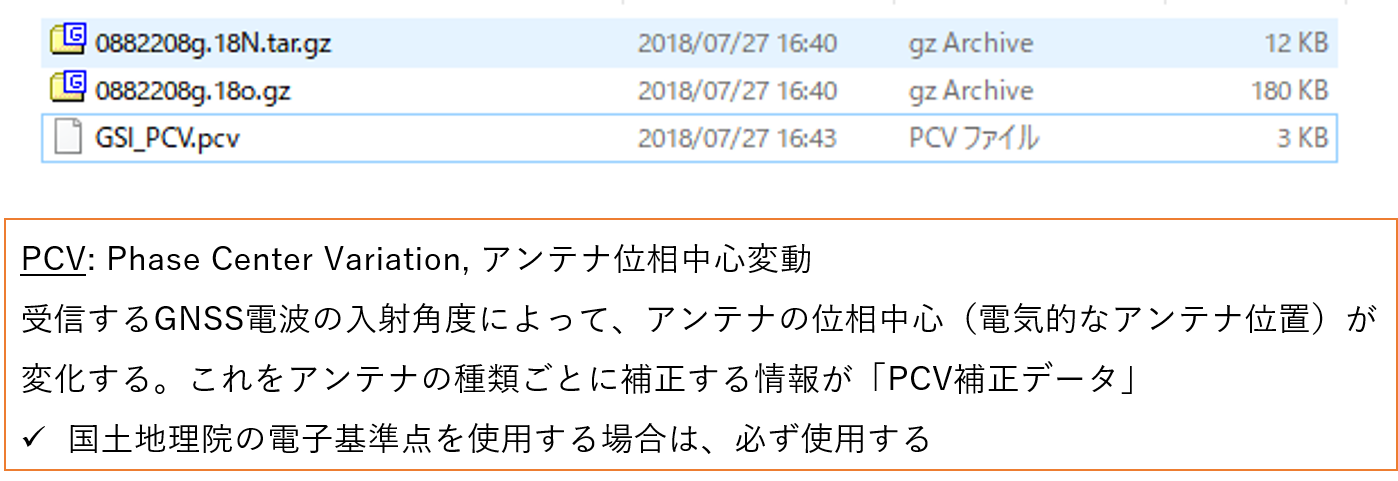 0882208g.18N.tar.gz 2018/07/27 16:40 gz Archive 12 KB
0882208g.18o.gz 2018/07/27 16:40 gz Archive 180 KB
GSI_PCV.pcv 2018/07/27 16:43 PCV ファイル 3 KB
PCV: Phase Center Variation, アンテナ位相中心変動
受信するGNSS電波の入射角度によって、アンテナの位相中心（電気的なアンテナ位置）が
変化する。これをアンテナの種類ごとに補正する情報が「PCV補正データ」
✓ 国土地理院の電子基準点を使用する場合は、必ず使用する